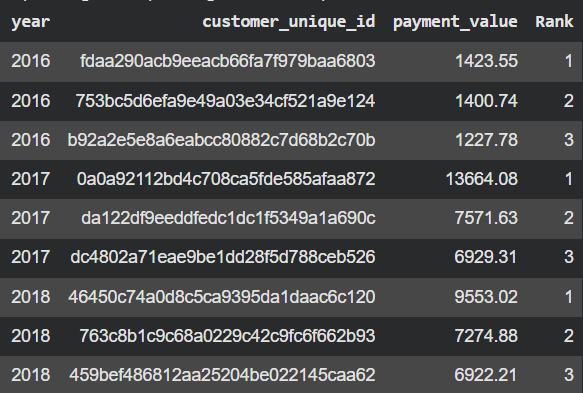 year customer_unique_id payment_value Rank
2016 fdaa290acb9eeacb66fa7f979baa6803 1423.55 1
2016 753bc5d6efa9e49a03e34cf521a9e124 1400.74 2
2016 b92a2e5e8a6eabcc80882c7d68b2c70b 1227.78 3
2017 0a0a92112bd4c708ca5fde585afaa872 13664.08 1
2017 da122df9eeddfedc1dc1f5349a1a690c 7571.63 2
2017 dc4802a71eae9be1dd28f5d788ceb526 6929.31 3
2018 46450c74a0d8c5ca9395da1daac6c120 9553.02 1
2018 763c8b1c9c68a0229c42c9fc6f662b93 7274.88 2
2018 459bef486812aa25204be022145caa62 6922.21 3